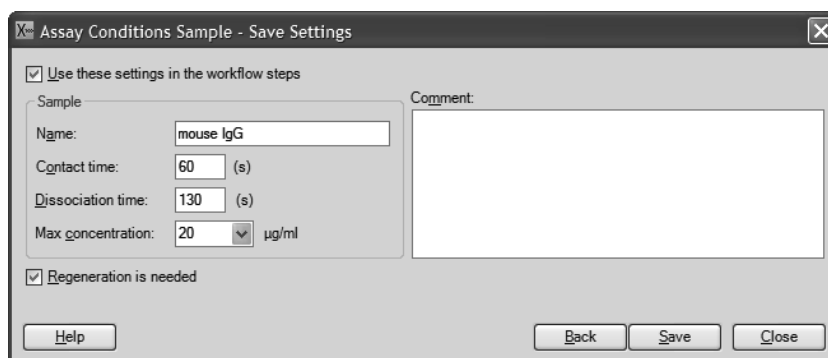 Assay Conditions Sample - Save Settings
Use these settings in the workflow steps
Sample
Name: mouse IgG
Contact time: 60 (s)
Dissociation time: 130 (s)
Max concentration: 20 µg/ml
Comment:
Regeneration is needed
Help Back Save Close